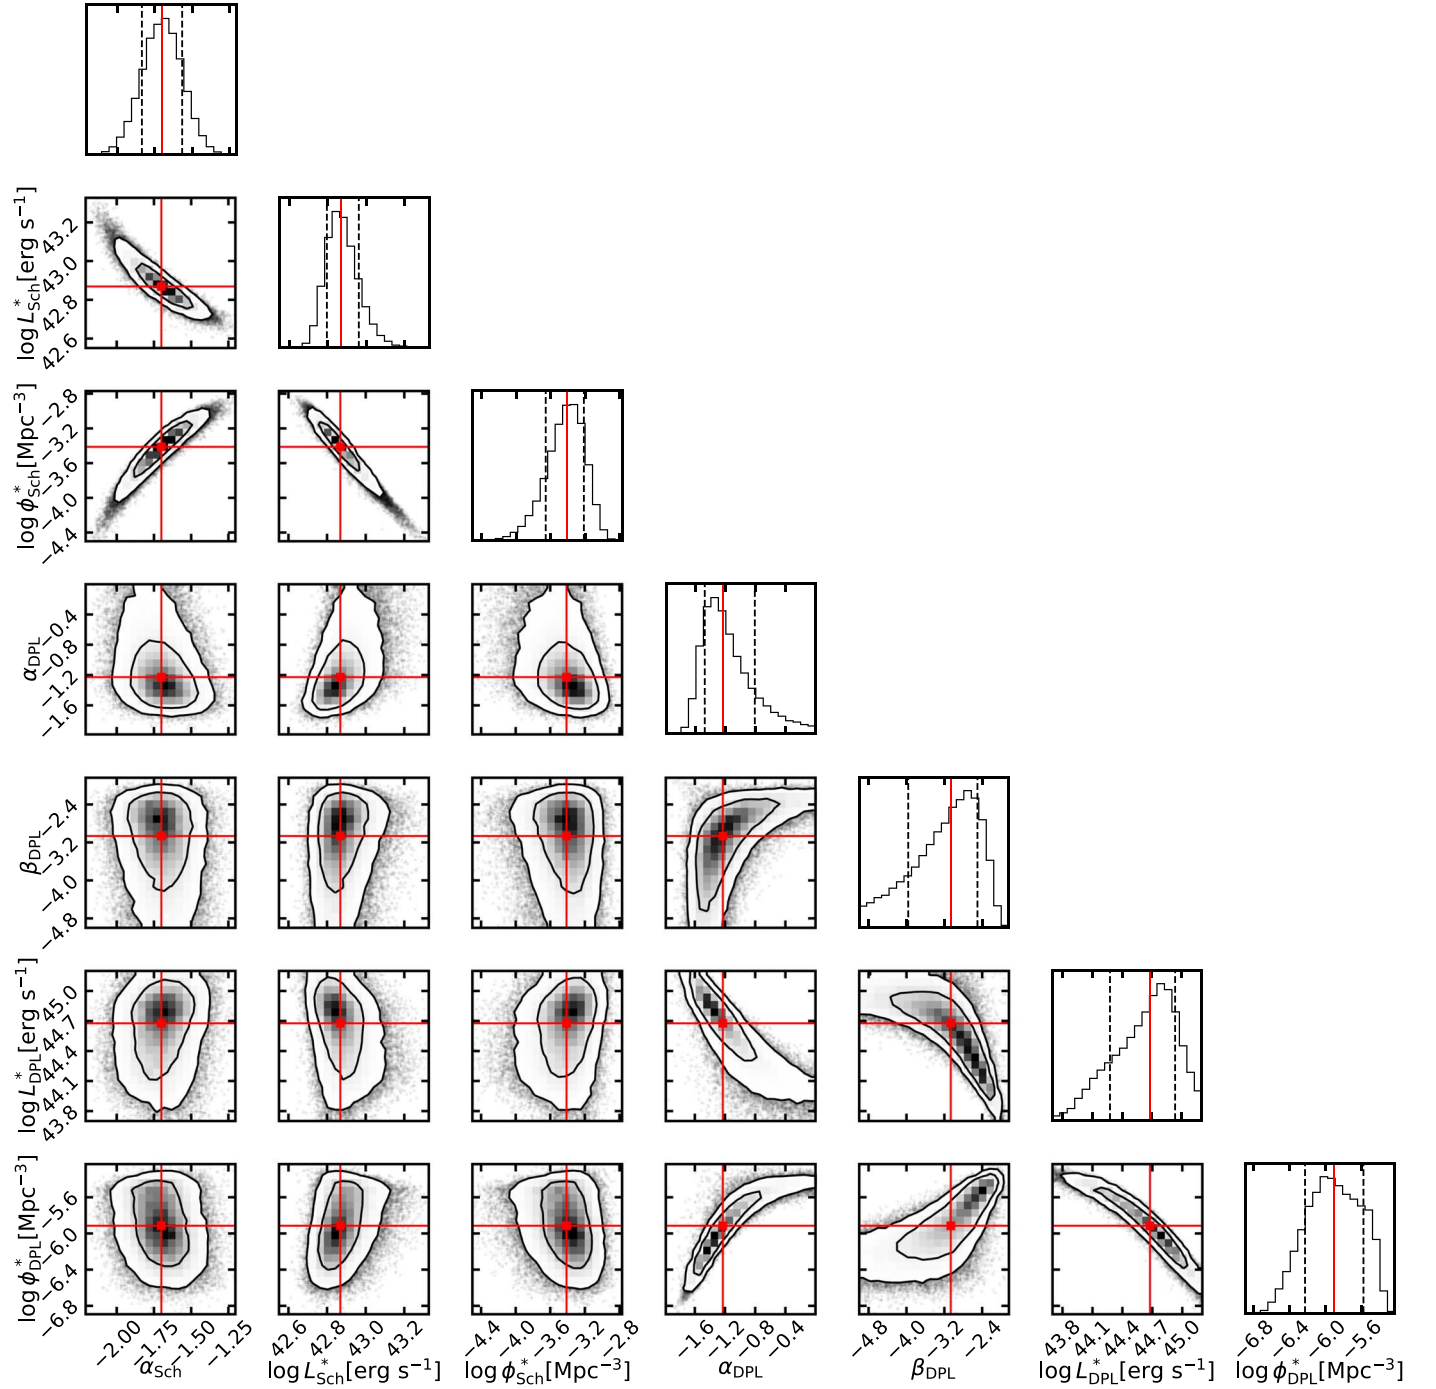 log L*Sch[erg s−1]
43.2
43.0
42.8
42.6
log ϕ*Sch[Mpc−3]
−2.8
−3.2
−3.6
−4.0
−4.4
αDPL
−0.4
−0.8
−1.2
−1.6
βDPL
−2.4
−3.2
−4.0
−4.8
log L*DPL[erg s−1]
45.0
44.7
44.4
44.1
43.8
log ϕ*DPL[Mpc−3]
−5.6
−6.0
−6.4
−6.8
−2.00 −1.75 −1.50 −1.25
αSch
42.6 42.8 43.0 43.2
log L*Sch[erg s−1]
−4.4 −4.0 −3.6 −3.2 −2.8
log ϕ*Sch[Mpc−3]
−1.6 −1.2 −0.8 −0.4
αDPL
−4.8 −4.0 −3.2 −2.4
βDPL
43.8 44.1 44.4 44.7 45.0
log L*DPL[erg s−1]
−6.8 −6.4 −6.0 −5.6
log ϕ*DPL[Mpc−3]